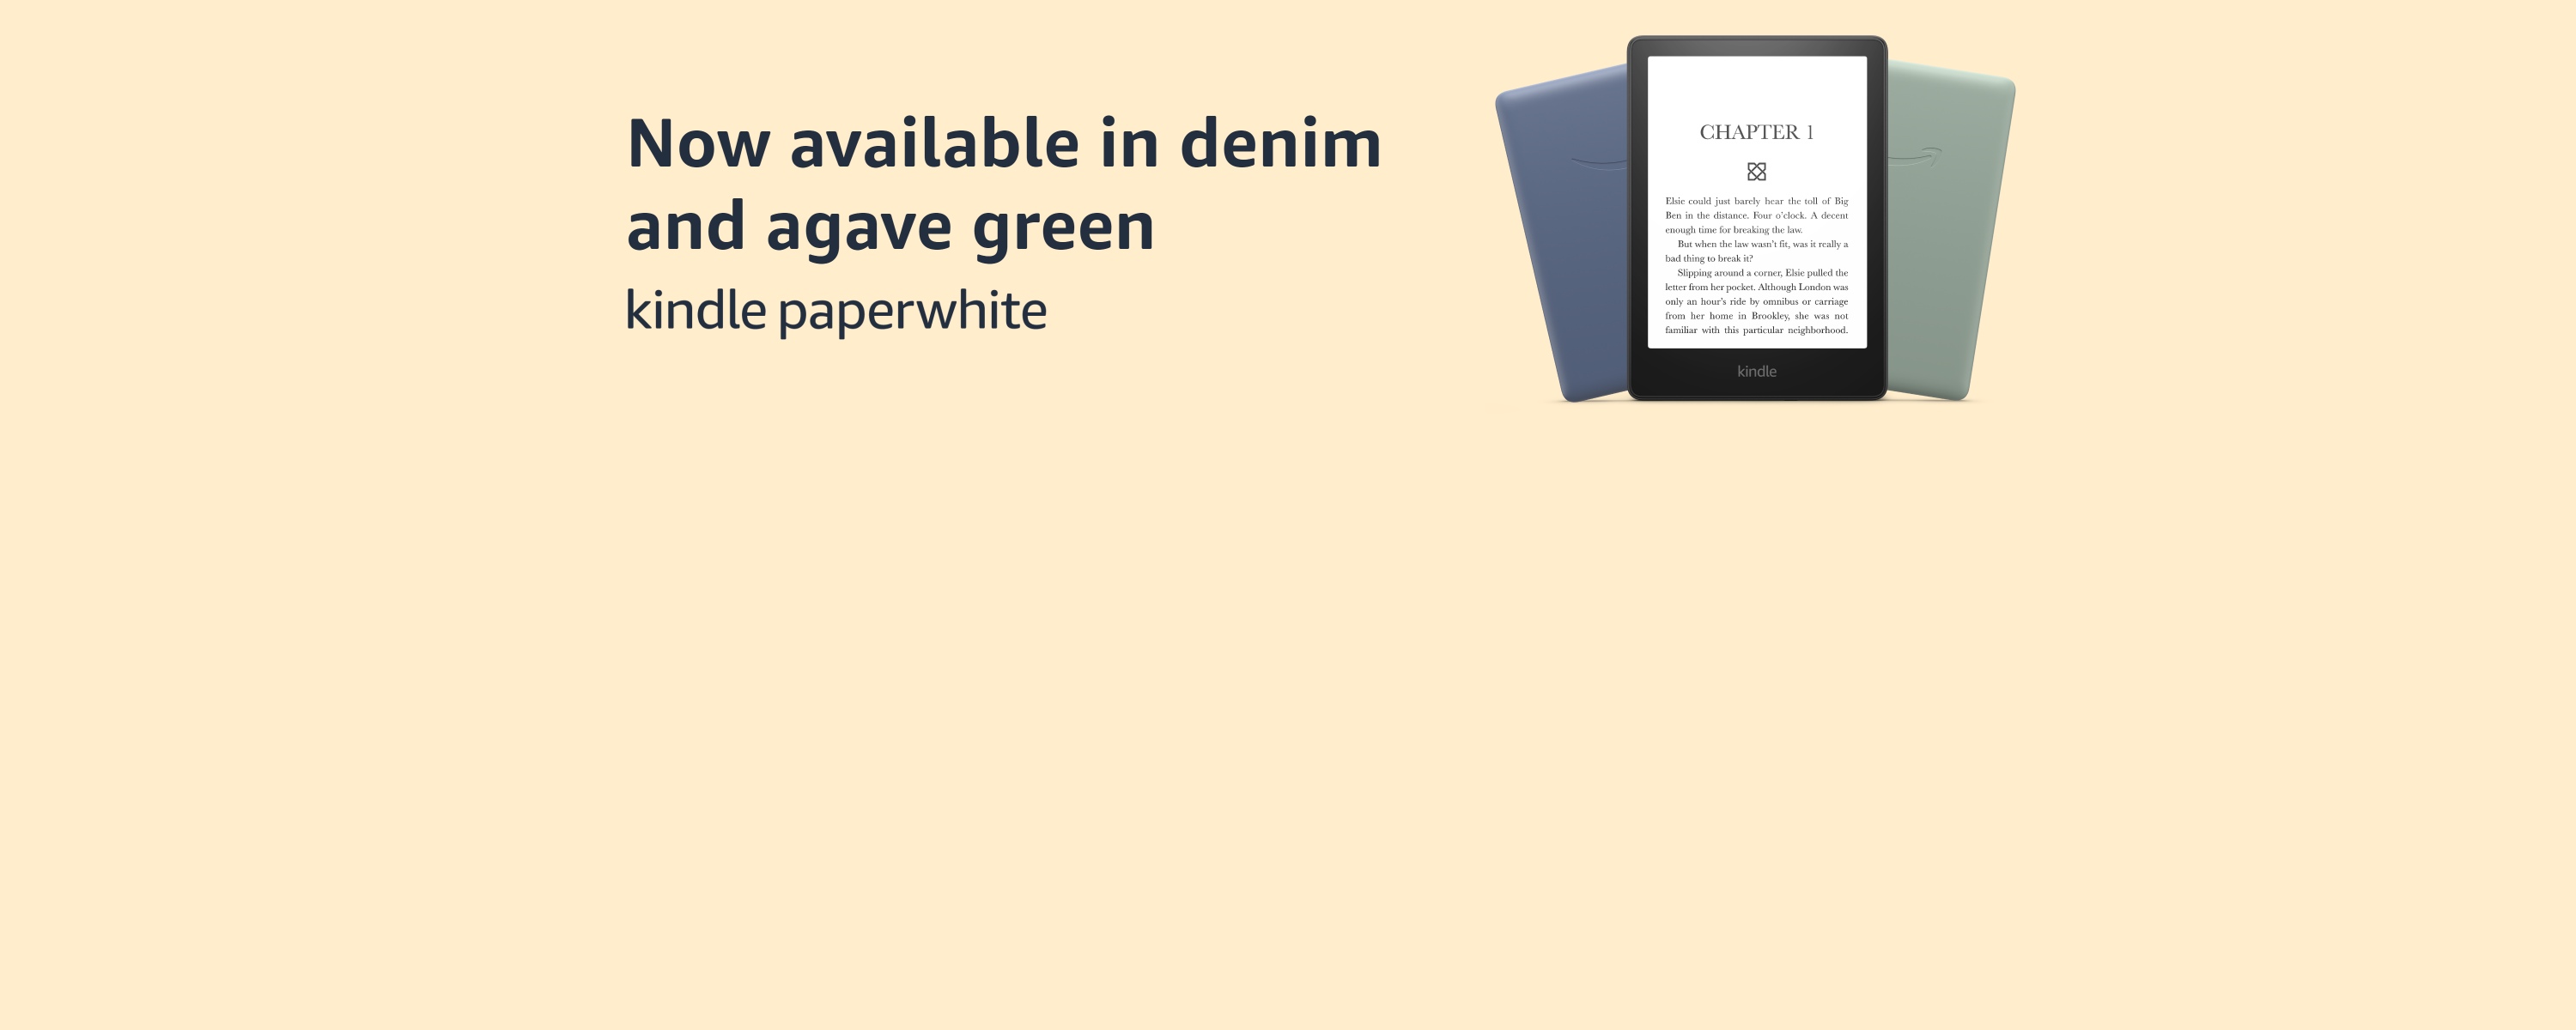 Now available in denim
and agave green
kindle paperwhite
CHAPTER 1
Elsie could just barely hear the toll of Big
Ben in the distance. Four o'clock. A decent
enough time for breaking the law.
But when the law wasn't fit, was it really a
bad thing to break it?
Slipping around a corner, Elsie pulled the
letter from her pocket. Although London was
only an hour's ride by omnibus or carriage
from her home in Brookley, she was not
familiar with this particular neighborhood.
kindle